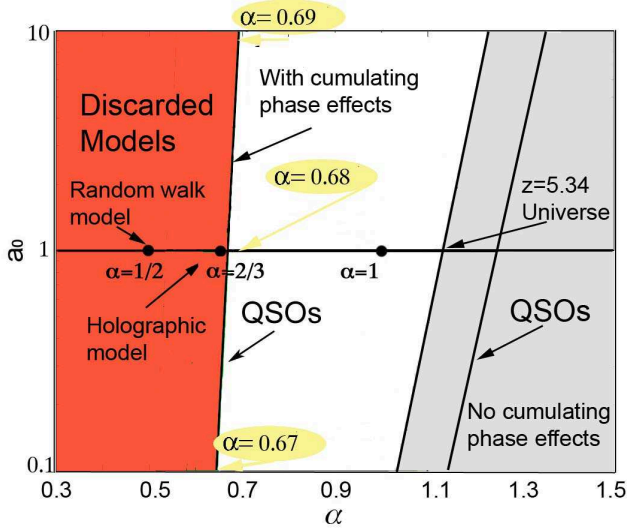 10
α= 0.69
With cumulating
phase effects
Discarded
Models
Random walk
model
α= 0.68
z=5.34
Universe
a₀
1
α=1/2
α=2/3
α=1
Holographic
model
QSOs
QSOs
α= 0.67
No cumulating
phase effects
0.1
0.3
0.5
0.7
0.9
1.1
1.3
1.5
α